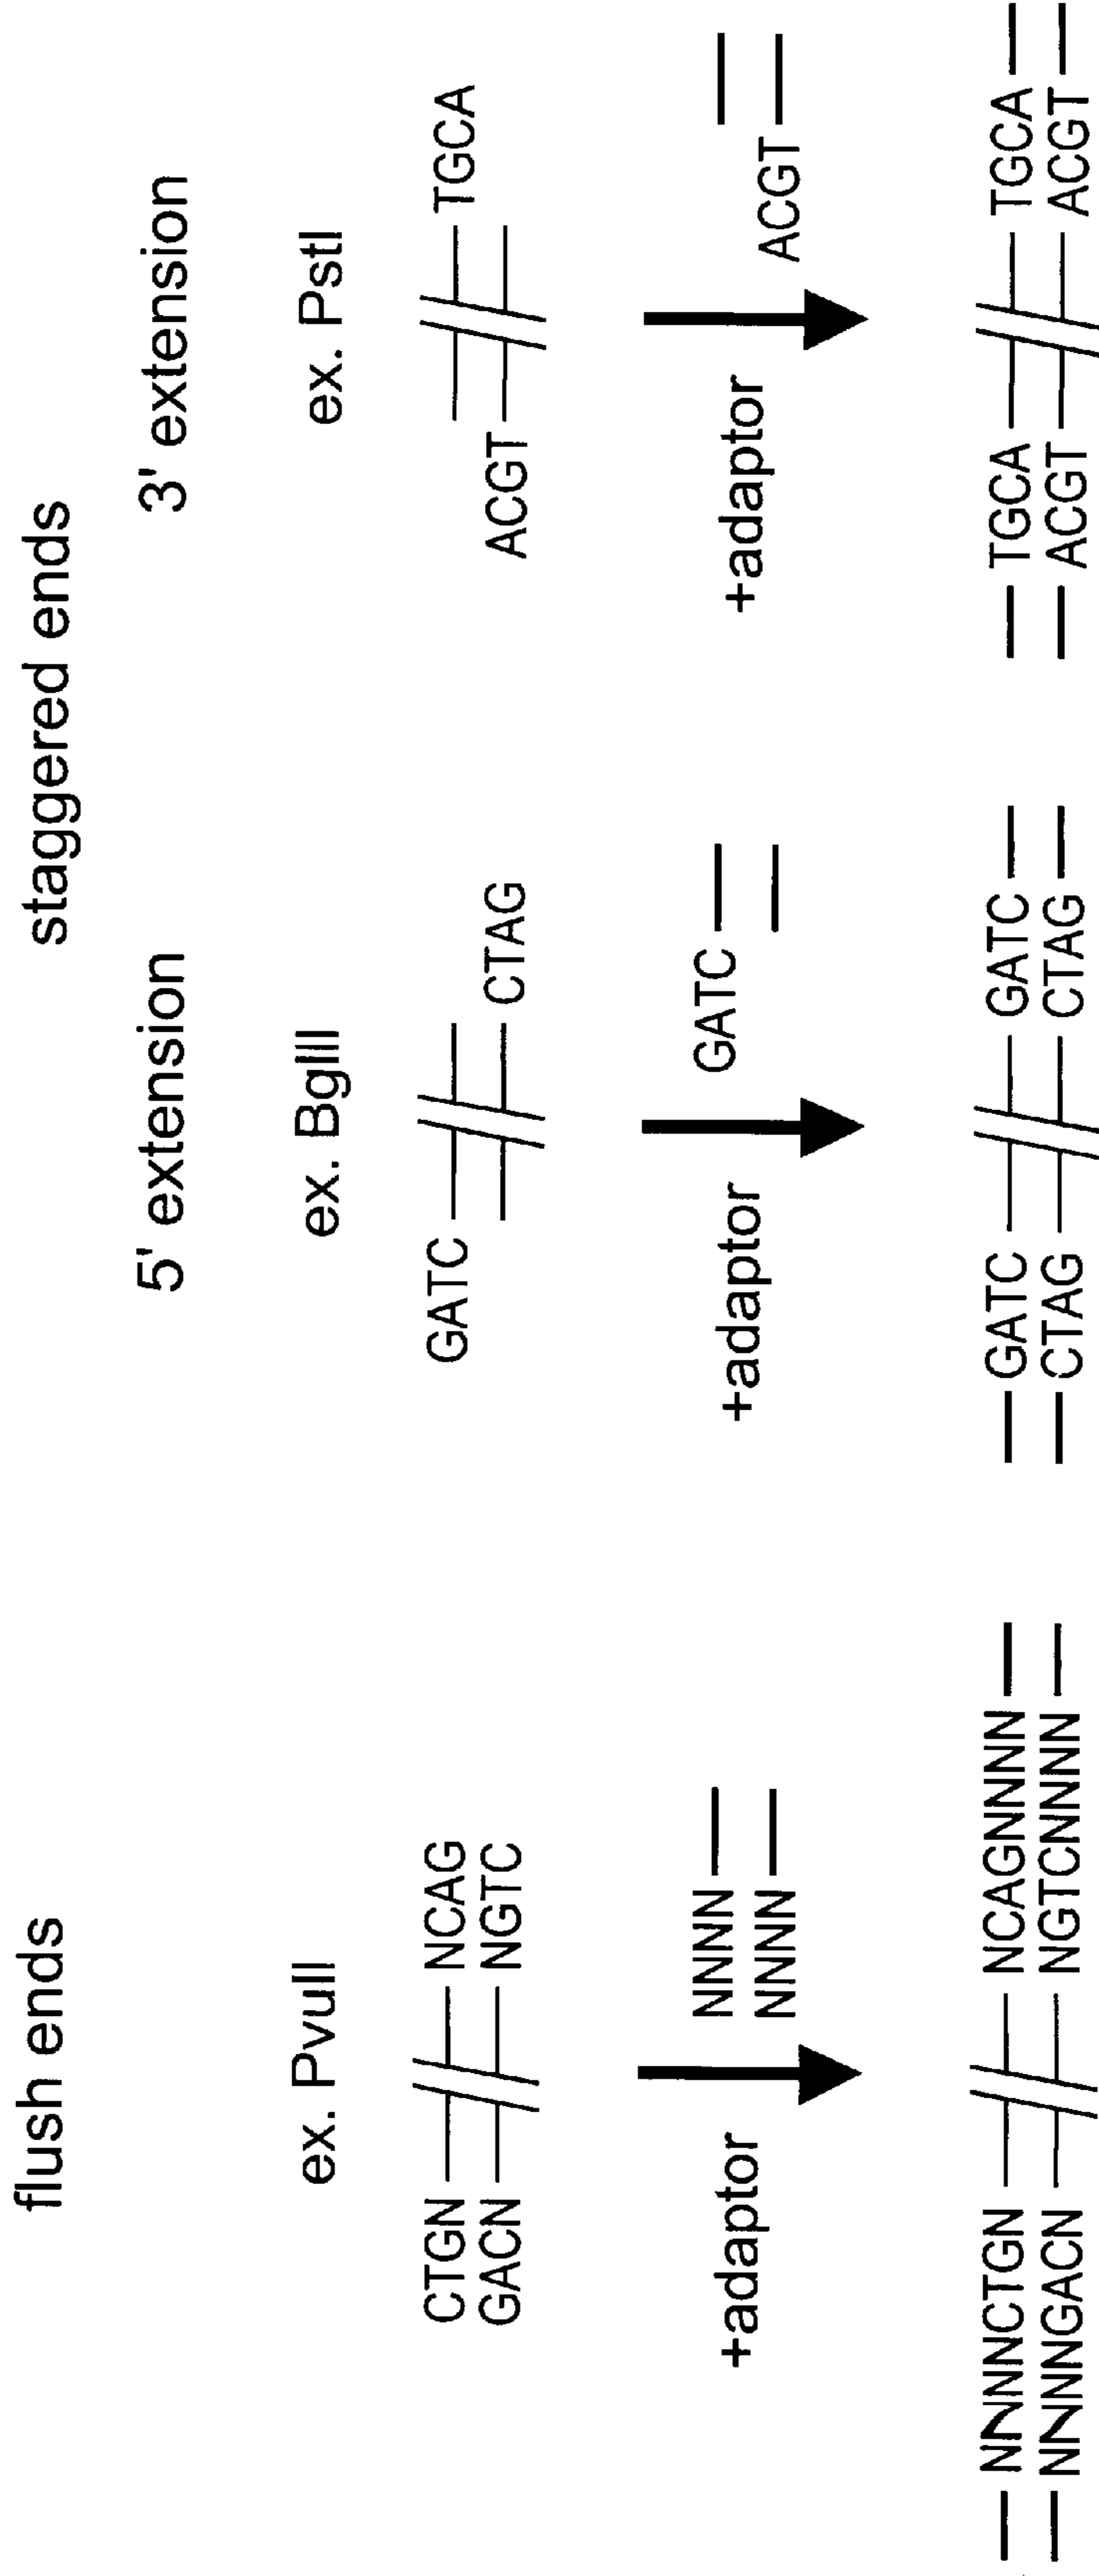 flush ends
staggered ends
5' extension
3' extension
ex. PvuII
ex. BglII
ex. PstI
CTGN NCAG
GACN NGTC
GATC
CTAG
TGCA
ACGT
+adaptor
NNNN
NNNN
+adaptor
GATC
+adaptor
ACGT
NNNNCTGN NCAGNNNN
NNNNGACN NGTCNNNN
GATC GATC
CTAG CTAG
TGCA TGCA
ACGT ACGT